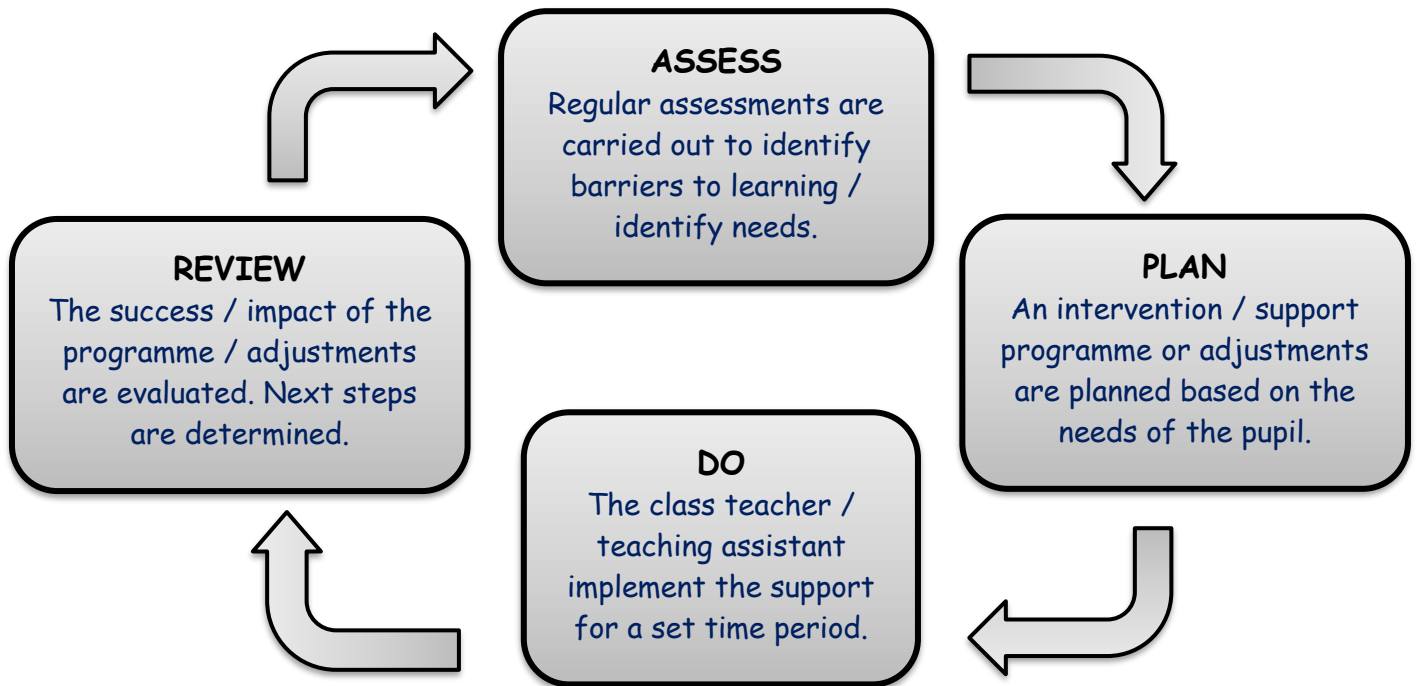 ASSESS
Regular assessments are
carried out to identify
barriers to learning /
identify needs.
PLAN
An intervention / support
programme or adjustments
are planned based on the
needs of the pupil.
DO
The class teacher /
teaching assistant
implement the support
for a set time period.
REVIEW
The success / impact of the
programme / adjustments
are evaluated. Next steps
are determined.